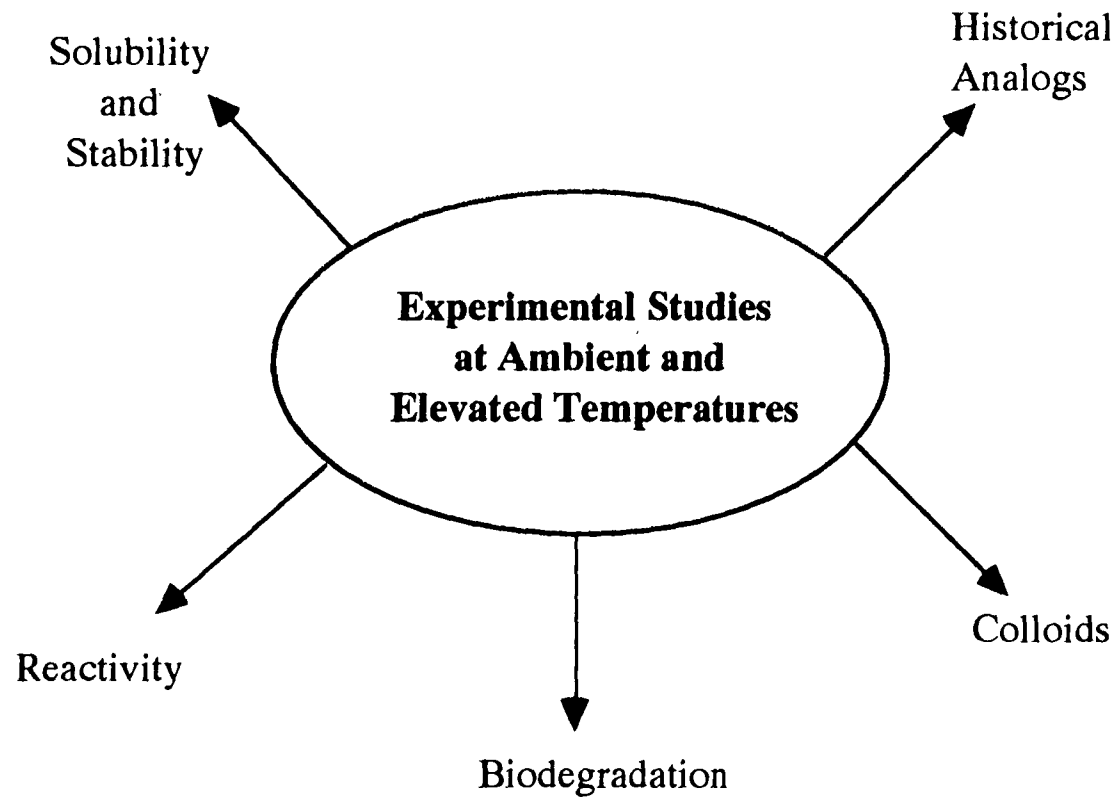 Solubility
and
Stability
Historical
Analogs
Experimental Studies
at Ambient and
Elevated Temperatures
Reactivity
Colloids
Biodegradation